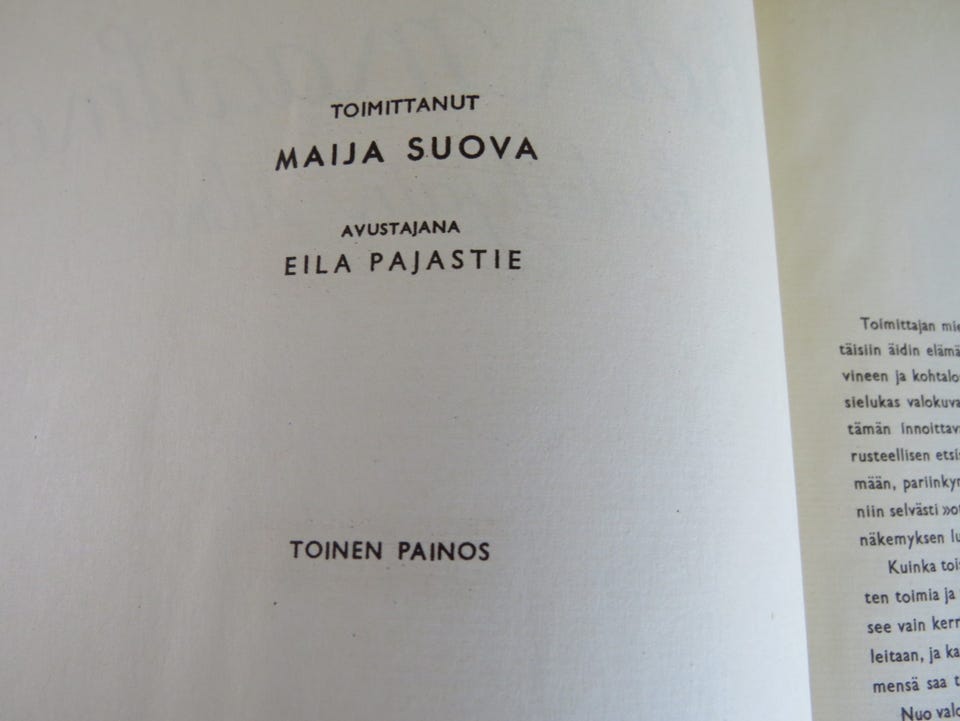 TOIMITTANUT
MAIJA SUOVA
AVUSTAJANA
EILA PAJASTIE
TOINEN PAINOS
Toimittajan
täisiin äidin
vineen ja
sielukas
tämän
rusteellisen
mään,
niin selvästi
näkemyksen
Kuinka
ten toimia ja
see vain
leitaan, ja
mensä saa
Nuo